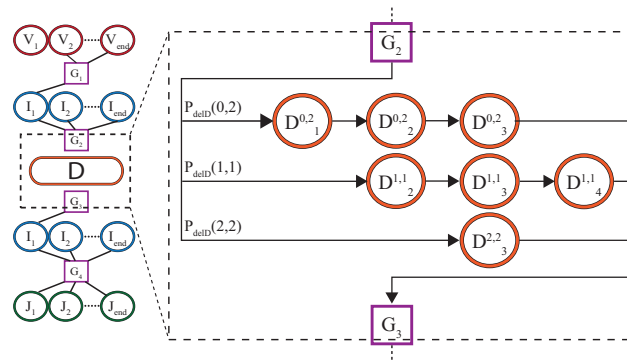 V1 V2 Vend
G1
I1 I2 Iend
G2
D
G3
I1 I2 Iend
G4
J1 J2 Jend
G2
PdelD(0,2) D0,21 D0,22 D0,23
PdelD(1,1) D1,12 D1,13 D1,14
PdelD(2,2) D2,23
G3